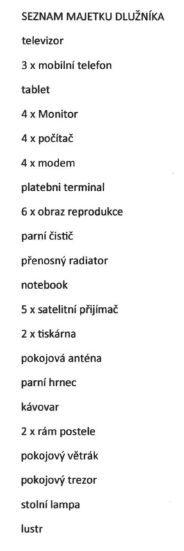 SEZNAM MAJETKU DLUŽNÍKA
televizor
3 x mobilní telefon
tablet
4 x Monitor
4 x počítač
4 x modem
platebni terminal
6 x obraz reprodukce
parní čistič
přenosný radiator
notebook
5 x satelitní přijímač
2 x tiskárna
pokojová anténa
parní hrnec
kávovar
2 x rám postele
pokojový větrák
pokojový trezor
stolní lampa
lustr